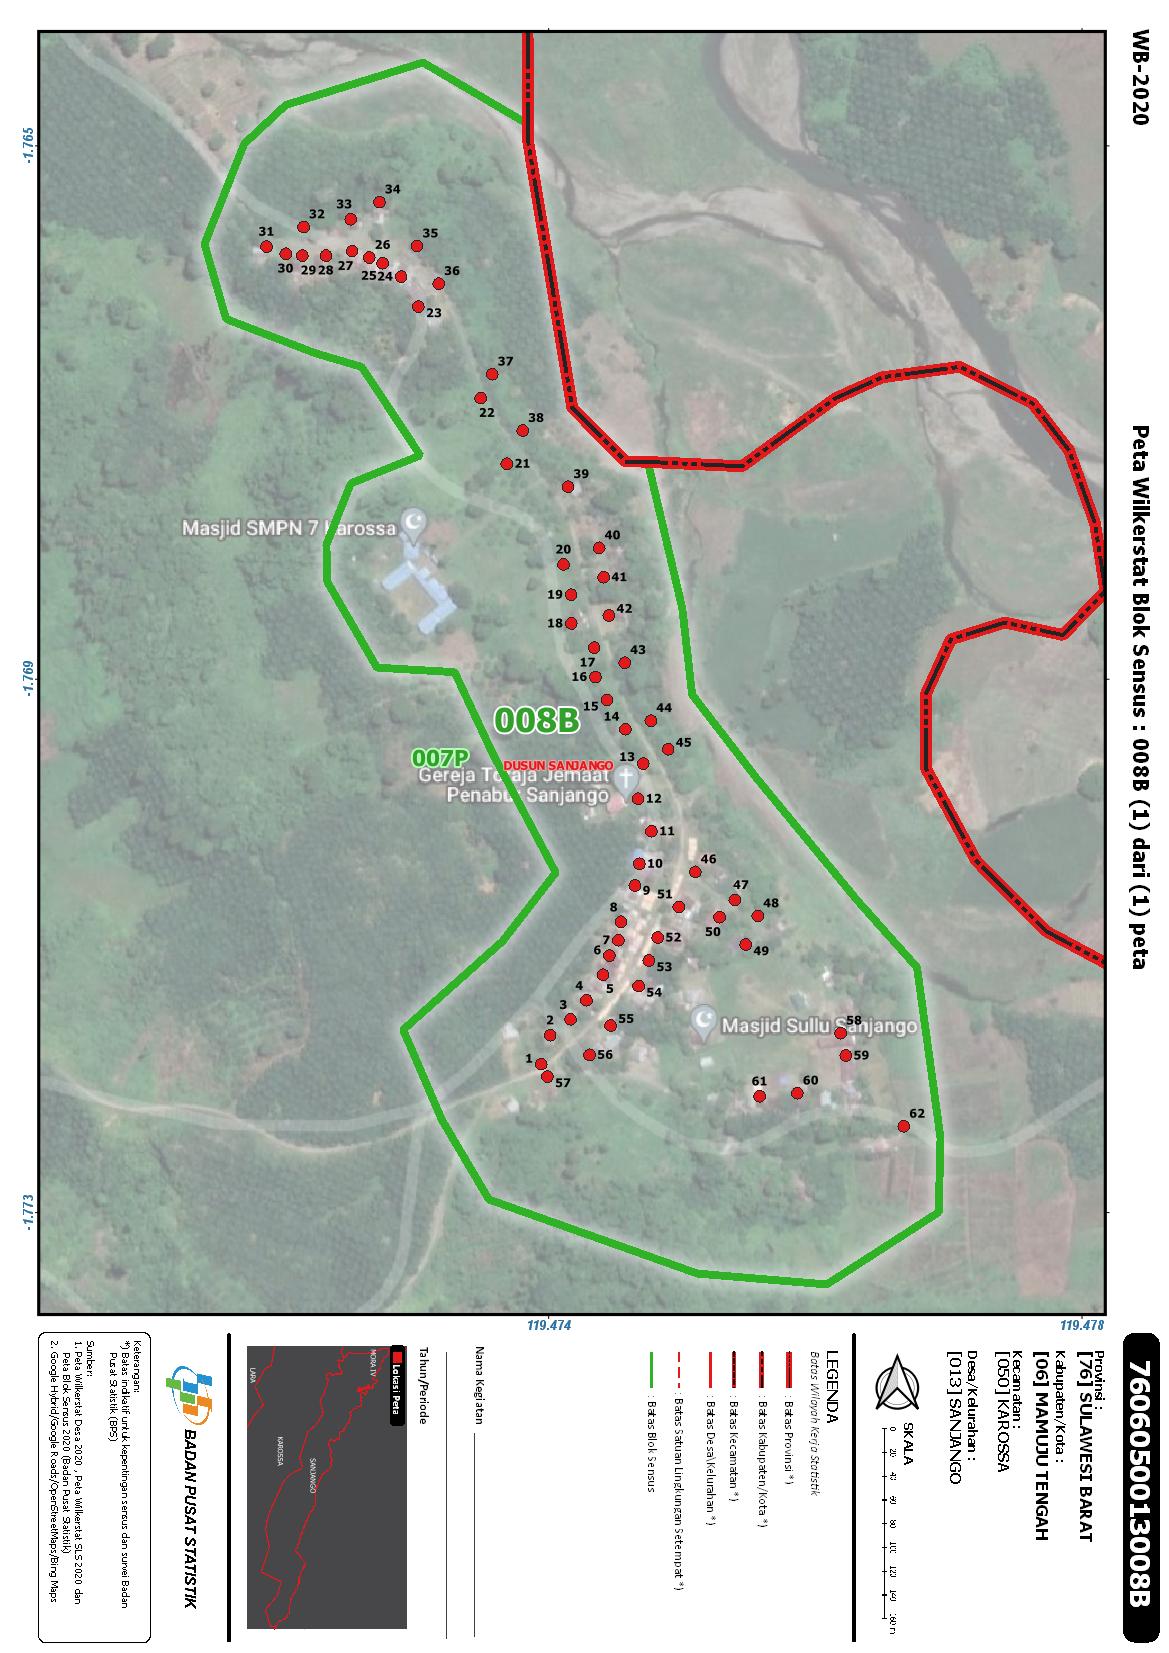 WB-2020
Peta Wilkerstat Blok Sensus : 008B (1) dari (1) peta
7606050013008B
Provinsi :
[76] SULAWESI BARAT
Kabupaten/Kota :
[06] MAMUJU TENGAH
Kecamatan :
[050] KAROSSA
Desa/Kelurahan :
[013] SANJANGO
SKALA
0 20 40 60 80 100 120 140 160 m
LEGENDA
Batas Wilayah Kerja Statistik
: Batas Provinsi *)
: Batas Kabupaten/Kota *)
: Batas Kecamatan *)
: Batas Desa\Kelurahan *)
: Batas Satuan Lingkungan Setempat *)
: Batas Blok Sensus
Nama Kegiatan
Tahun/Periode
Lokasi Peta
MORA IV
SANJANGO
KAROSSA
LARA
BADAN PUSAT STATISTIK
Keterangan:
*) Batas indikatif untuk kepentingan sensus dan survei Badan
Pusat Statistik (BPS)
Sumber:
1. Peta Wilkerstat Desa 2020 , Peta Wilkerstat SLS 2020 dan
Peta Blok Sensus 2020 (Badan Pusat Statistik)
2. Google Hybrid/Google Roads/OpenStreetMaps/Bing Maps
-1.765
-1.769
-1.773
119.474
119.478
34
33
32
31
35
26
36
30
29
28
27
25
24
23
37
22
38
21
39
Masjid SMPN 7 Karossa
40
20
41
19
42
18
17
43
16
15
44
14
008B
45
007P
DUSUN SANJANGO
13
Gereja Toraja Jemaat
Penabur Sanjango
12
11
10
46
9
51
47
48
8
50
7
52
49
6
53
5
54
4
3
55
Masjid Sullu Sanjango
58
2
56
59
1
57
61
60
62